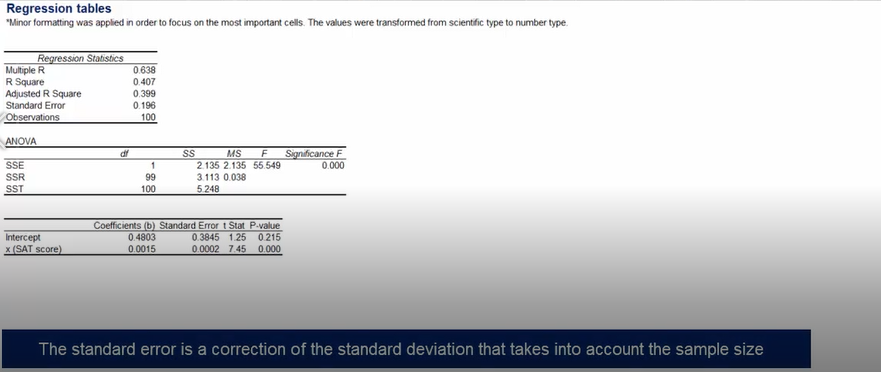 Regression tables
*Minor formatting was applied in order to focus on the most important cells. The values were transformed from scientific type to number type.
Regression Statistics
Multiple R 0.638
R Square 0.407
Adjusted R Square 0.399
Standard Error 0.196
Observations 100
ANOVA
df SS MS F Significance F
SSE 1 2.135 2.135 55.549 0.000
SSR 99 3.113 0.038
SST 100 5.248
Coefficients (b) Standard Error t Stat P-value
Intercept 0.4803 0.3845 1.25 0.215
x (SAT score) 0.0015 0.0002 7.45 0.000
The standard error is a correction of the standard deviation that takes into account the sample size